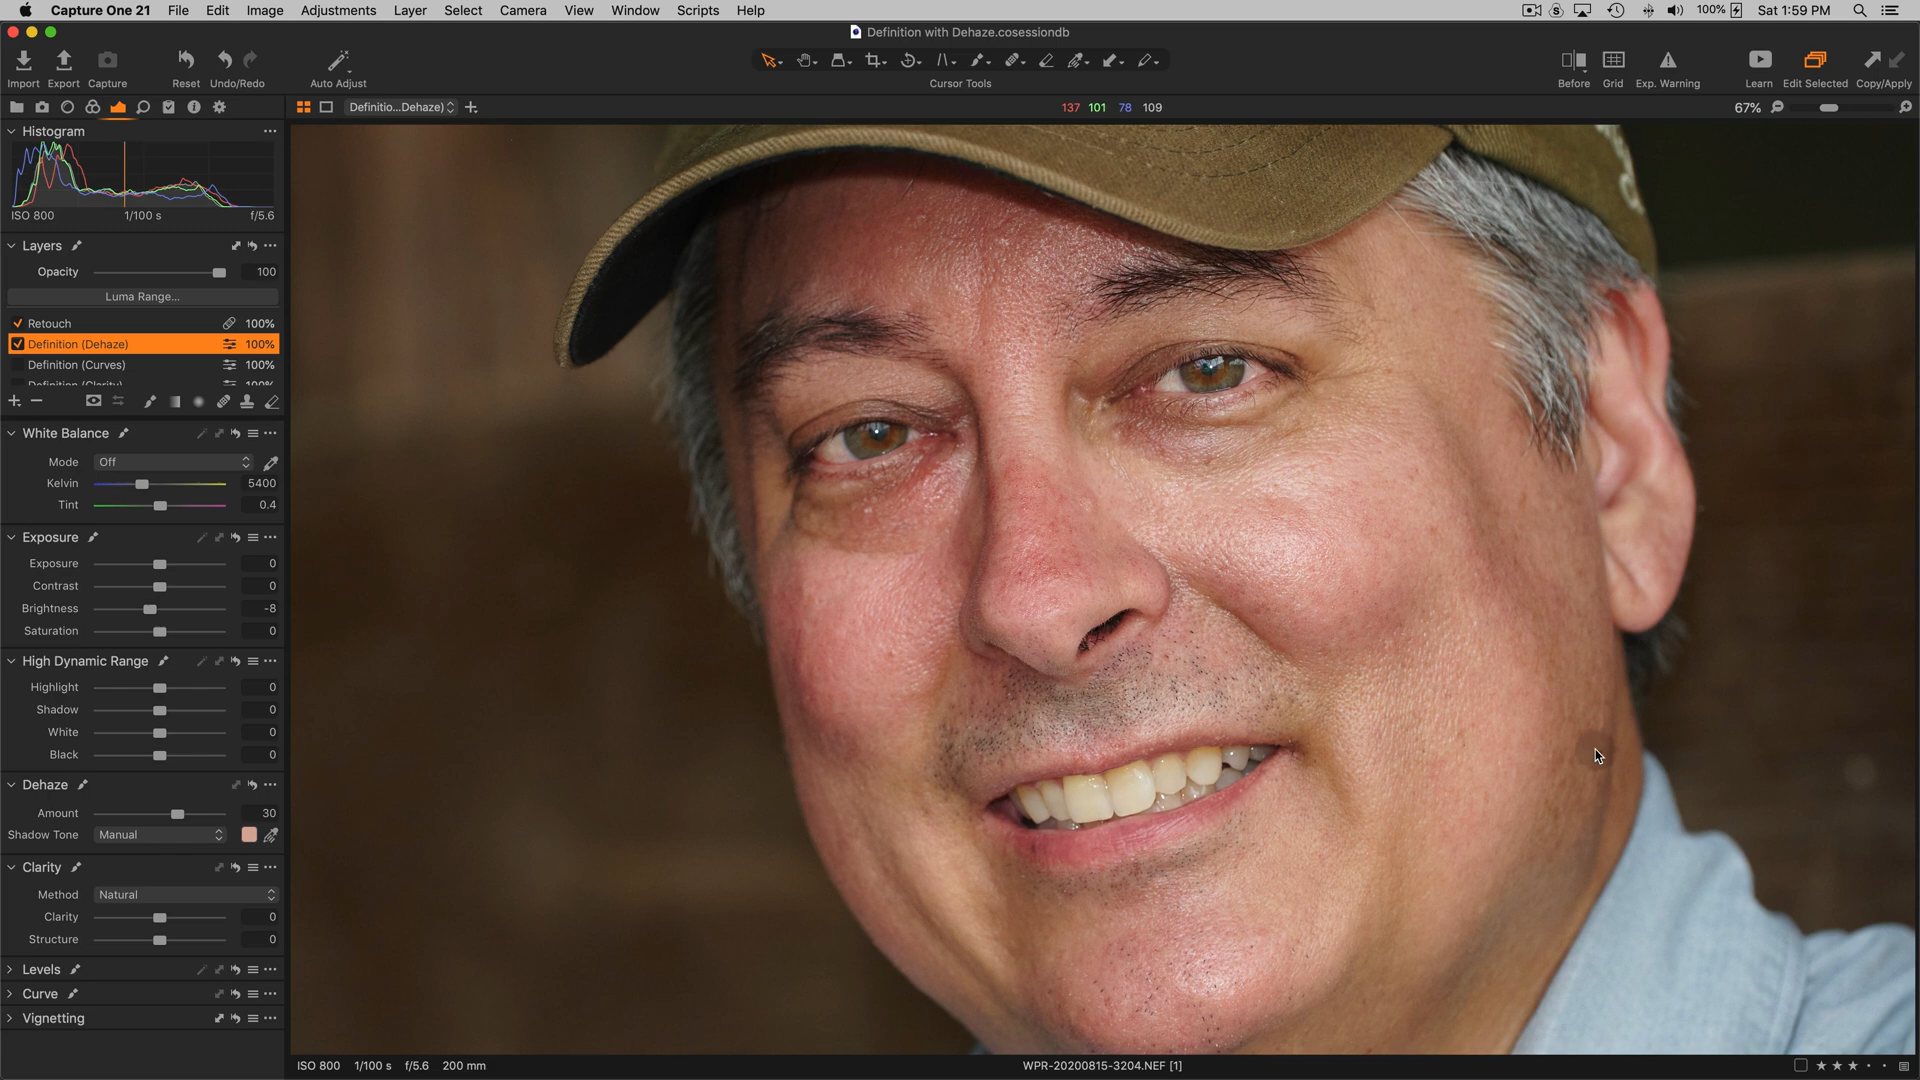 Capture One 21 File Edit Image Adjustments Layer Select Camera View Window Scripts Help 100% Sat 1:59 PM
Definition with Dehaze.cosessiondb
Import Export Capture Reset Undo/Redo Auto Adjust Cursor Tools Before Grid Exp. Warning Learn Edit Selected Copy/Apply
Definitio...Dehaze) 137 101 78 109 67%
Histogram
ISO 800 1/100 s f/5.6
Layers
Opacity 100
Luma Range...
Retouch 100%
Definition (Dehaze) 100%
Definition (Curves) 100%
Definition (Clarity) 100%
White Balance
Mode Off
Kelvin 5400
Tint 0.4
Exposure
Exposure 0
Contrast 0
Brightness -8
Saturation 0
High Dynamic Range
Highlight 0
Shadow 0
White 0
Black 0
Dehaze
Amount 30
Shadow Tone Manual
Clarity
Method Natural
Clarity 0
Structure 0
Levels
Curve
Vignetting
ISO 800 1/100 s f/5.6 200 mm WPR-20200815-3204.NEF [1]